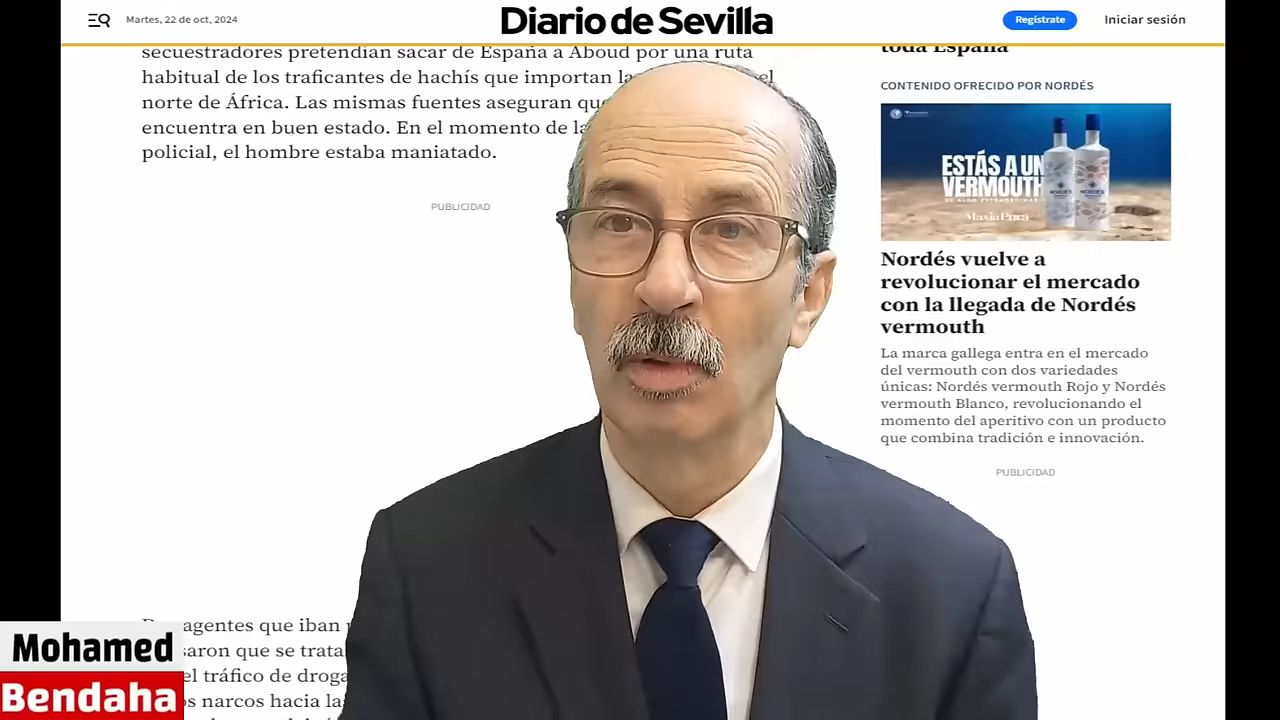 Martes, 22 de oct, 2024
Diario de Sevilla
Regístrate
Iniciar sesión
secuestradores pretendían sacar de España a Aboud por una ruta
habitual de los traficantes de hachís que importan la
el
norte de África. Las mismas fuentes aseguran que
encuentra en buen estado. En el momento de la
policial, el hombre estaba maniatado.
PUBLICIDAD
toda España
CONTENIDO OFRECIDO POR NORDÉS
ESTÁS A UN
VERMOUTH
Nordés vuelve a
revolucionar el mercado
con la llegada de Nordés
vermouth
La marca gallega entra en el mercado
del vermouth con dos variedades
únicas: Nordés vermouth Rojo y Nordés
vermouth Blanco, revolucionando el
momento del aperitivo con un producto
que combina tradición e innovación.
PUBLICIDAD
agentes que iban
saron que se trata
el tráfico de droga
os narcos hacia la
Mohamed
Bendaha